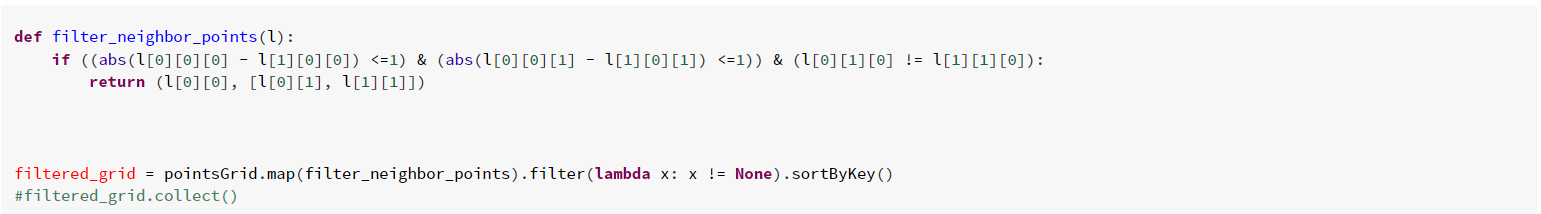 def filter_neighbor_points(l):
    if ((abs(l[0][0][0] - l[1][0][0]) <=1) & (abs(l[0][0][1] - l[1][0][1]) <=1)) & (l[0][1][0] != l[1][1][0]):
        return (l[0][0], [l[0][1], l[1][1]])
filtered_grid = pointsGrid.map(filter_neighbor_points).filter(lambda x: x != None).sortByKey()
#filtered_grid.collect()